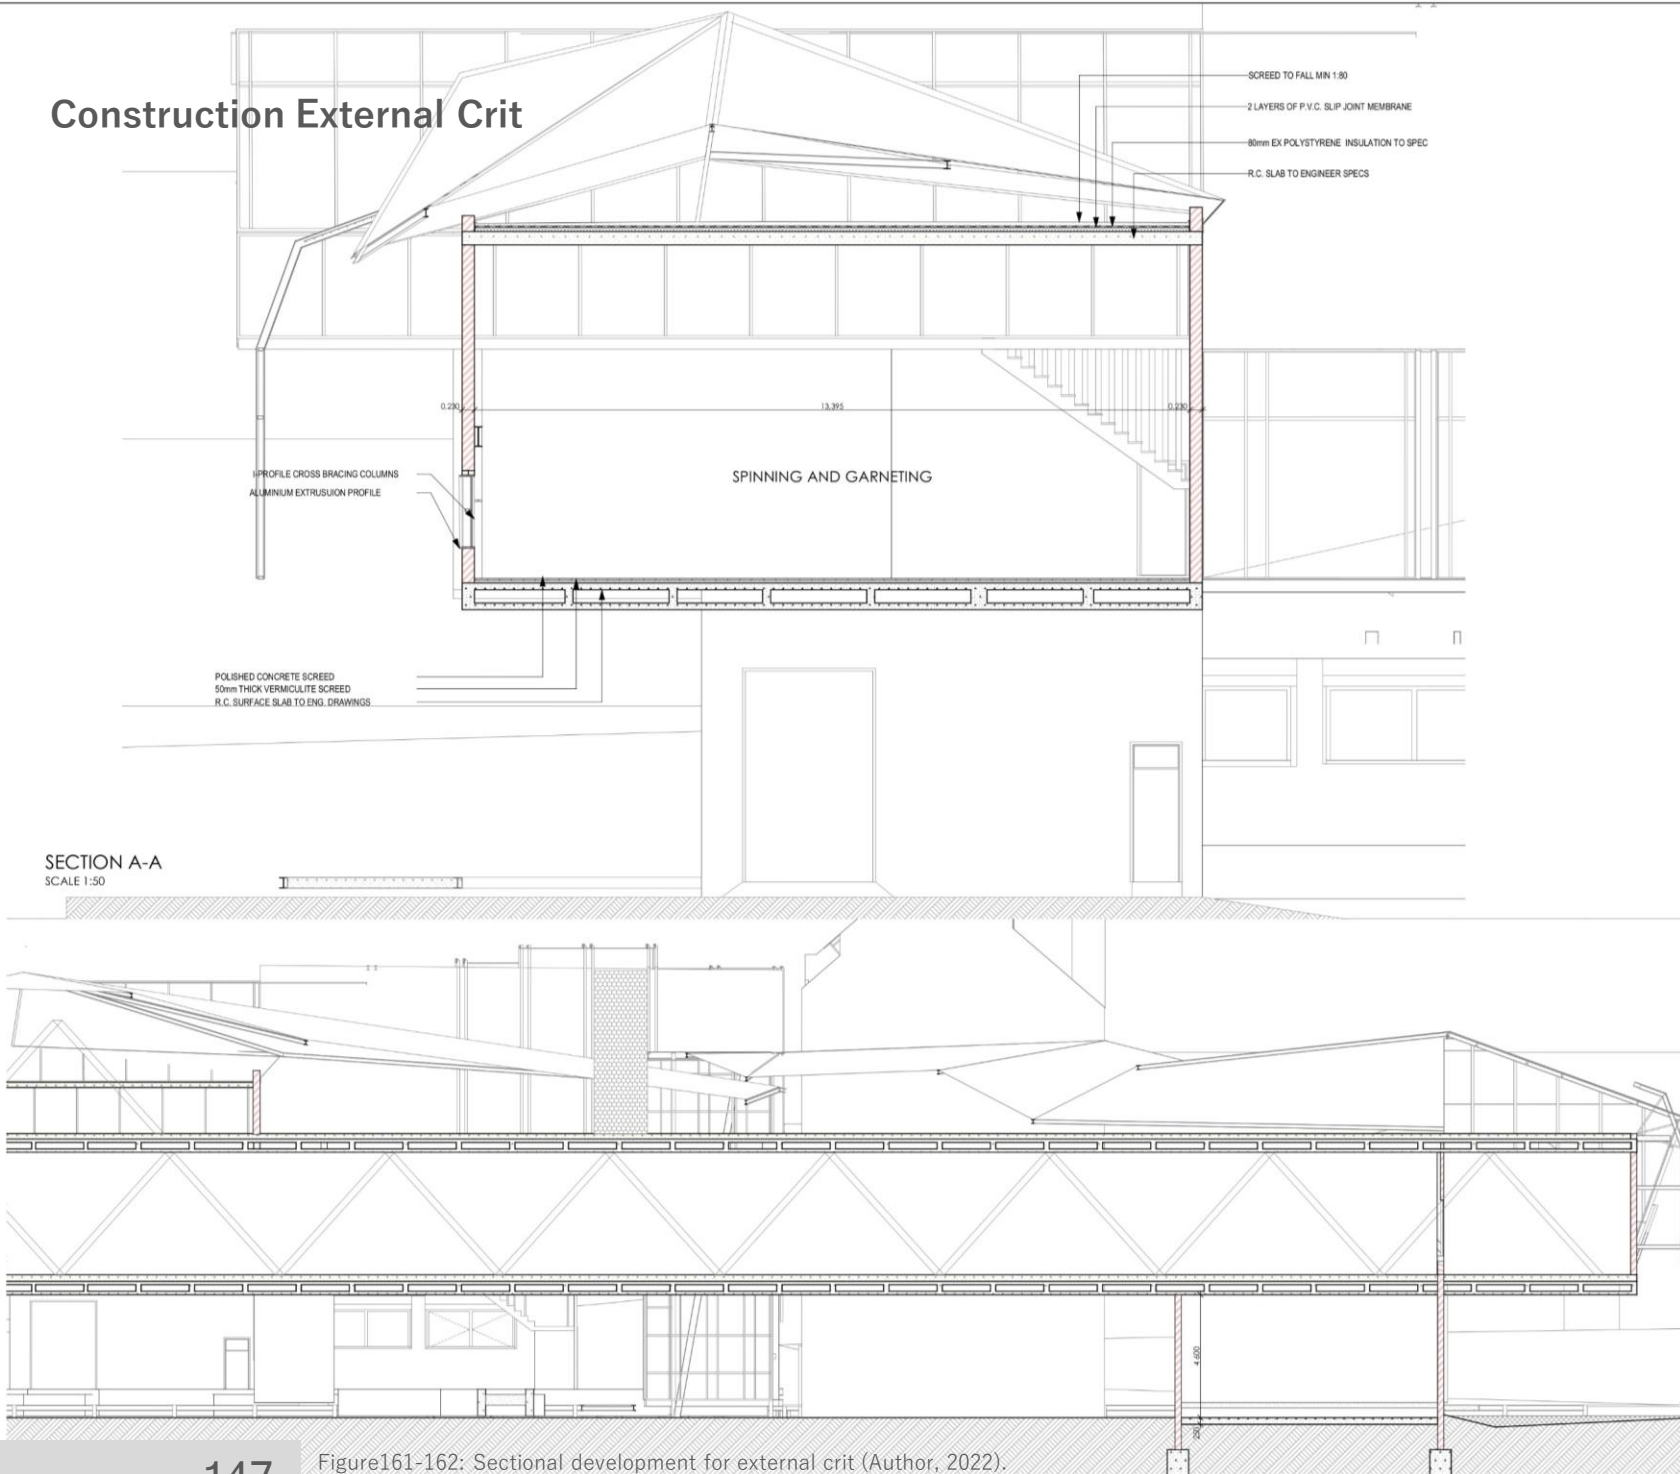 Construction External Crit
SCREED TO FALL MIN 1:80
2 LAYERS OF P.V.C. SLIP JOINT MEMBRANE
80mm EX POLYSTYRENE INSULATION TO SPEC
R.C. SLAB TO ENGINEER SPECS
0.230
13,395
0.230
I-PROFILE CROSS BRACING COLUMNS
ALUMINIUM EXTRUSUION PROFILE
SPINNING AND GARNETING
POLISHED CONCRETE SCREED
50mm THICK VERMICULITE SCREED
R.C. SURFACE SLAB TO ENG. DRAWINGS
SECTION A-A
SCALE 1:50
4.600
250
147
Figure161-162: Sectional development for external crit (Author, 2022).